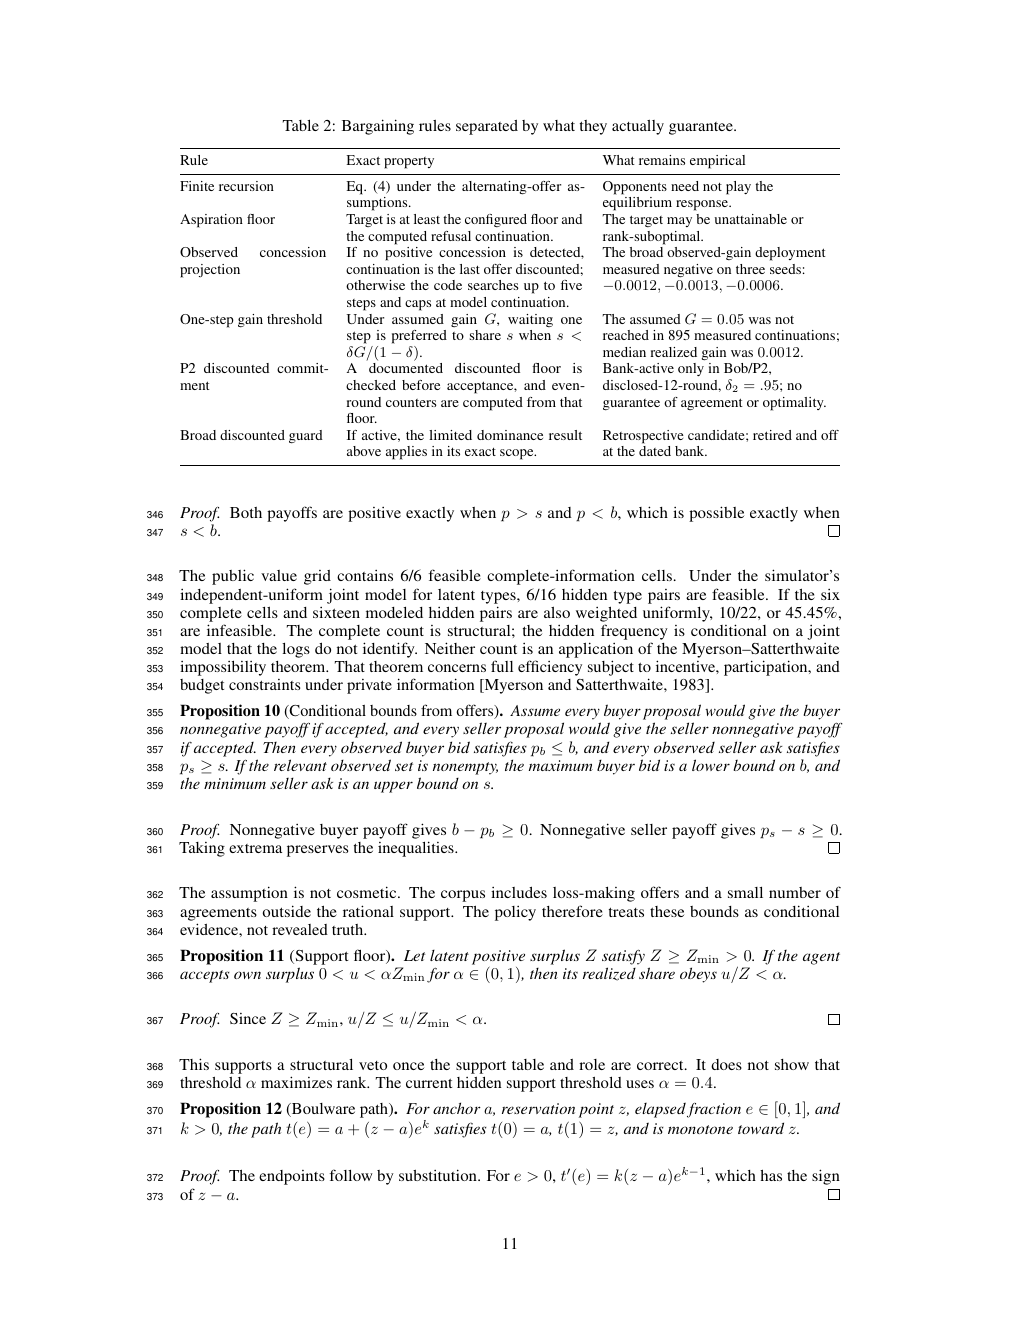 Table 2: Bargaining rules separated by what they actually guarantee.
Rule Exact property What remains empirical
Finite recursion Eq. (4) under the alternating-offer as- Opponents need not play the
sumptions. equilibrium response.
Aspiration floor Target is at least the configured floor and The target may be unattainable or
the computed refusal continuation. rank-suboptimal.
Observed concession If no positive concession is detected, The broad observed-gain deployment
projection continuation is the last offer discounted; measured negative on three seeds:
otherwise the code searches up to five −0.0012, −0.0013, −0.0006.
steps and caps at model continuation.
One-step gain threshold Under assumed gain G, waiting one The assumed G = 0.05 was not
step is preferred to share s when s < reached in 895 measured continuations;
δG/(1 − δ). median realized gain was 0.0012.
P2 discounted commit- A documented discounted floor is Bank-active only in Bob/P2,
ment checked before acceptance, and even- disclosed-12-round, δ₂ = .95; no
round counters are computed from that guarantee of agreement or optimality.
floor.
Broad discounted guard If active, the limited dominance result Retrospective candidate; retired and off
above applies in its exact scope. at the dated bank.
346 Proof. Both payoffs are positive exactly when p > s and p < b, which is possible exactly when
347 s < b. □
348 The public value grid contains 6/6 feasible complete-information cells. Under the simulator's
349 independent-uniform joint model for latent types, 6/16 hidden type pairs are feasible. If the six
350 complete cells and sixteen modeled hidden pairs are also weighted uniformly, 10/22, or 45.45%,
351 are infeasible. The complete count is structural; the hidden frequency is conditional on a joint
352 model that the logs do not identify. Neither count is an application of the Myerson–Satterthwaite
353 impossibility theorem. That theorem concerns full efficiency subject to incentive, participation, and
354 budget constraints under private information [Myerson and Satterthwaite, 1983].
355 Proposition 10 (Conditional bounds from offers). Assume every buyer proposal would give the buyer
356 nonnegative payoff if accepted, and every seller proposal would give the seller nonnegative payoff
357 if accepted. Then every observed buyer bid satisfies p_b ≤ b, and every observed seller ask satisfies
358 p_s ≥ s. If the relevant observed set is nonempty, the maximum buyer bid is a lower bound on b, and
359 the minimum seller ask is an upper bound on s.
360 Proof. Nonnegative buyer payoff gives b − p_b ≥ 0. Nonnegative seller payoff gives p_s − s ≥ 0.
361 Taking extrema preserves the inequalities. □
362 The assumption is not cosmetic. The corpus includes loss-making offers and a small number of
363 agreements outside the rational support. The policy therefore treats these bounds as conditional
364 evidence, not revealed truth.
365 Proposition 11 (Support floor). Let latent positive surplus Z satisfy Z ≥ Z_min > 0. If the agent
366 accepts own surplus 0 < u < αZ_min for α ∈ (0, 1), then its realized share obeys u/Z < α.
367 Proof. Since Z ≥ Z_min, u/Z ≤ u/Z_min < α. □
368 This supports a structural veto once the support table and role are correct. It does not show that
369 threshold α maximizes rank. The current hidden support threshold uses α = 0.4.
370 Proposition 12 (Boulware path). For anchor a, reservation point z, elapsed fraction e ∈ [0, 1], and
371 k > 0, the path t(e) = a + (z − a)e^k satisfies t(0) = a, t(1) = z, and is monotone toward z.
372 Proof. The endpoints follow by substitution. For e > 0, t′(e) = k(z − a)e^{k−1}, which has the sign
373 of z − a. □
11